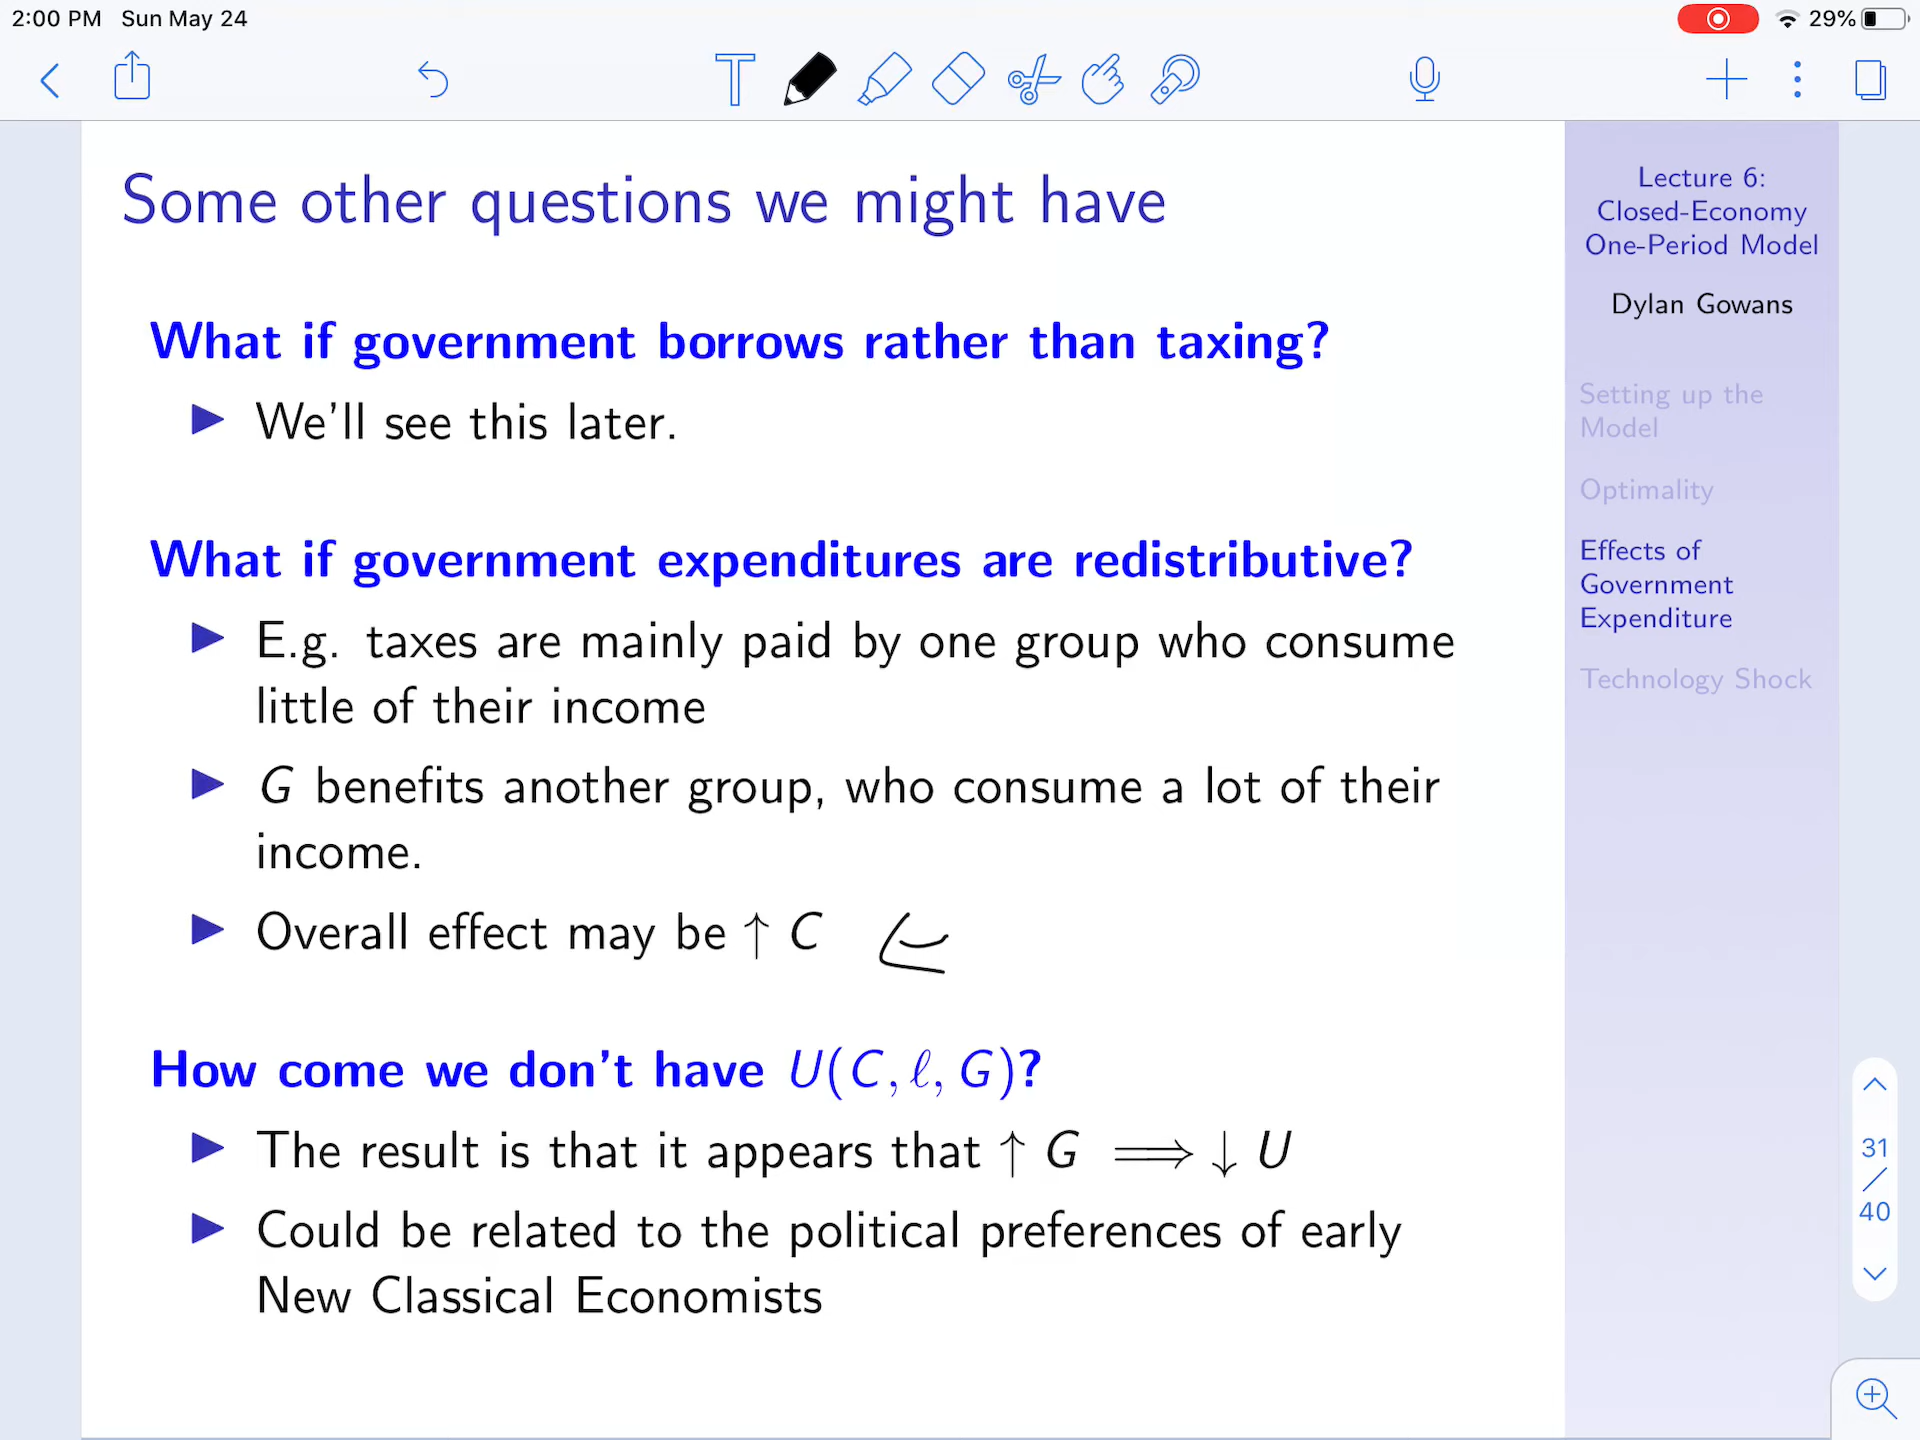 2:00 PM Sun May 24
29%
Some other questions we might have
What if government borrows rather than taxing?
▶ We'll see this later.
What if government expenditures are redistributive?
▶ E.g. taxes are mainly paid by one group who consume
little of their income
▶ G benefits another group, who consume a lot of their
income.
▶ Overall effect may be ↑ C
How come we don't have U(C, ℓ, G)?
▶ The result is that it appears that ↑ G ⟹ ↓ U
▶ Could be related to the political preferences of early
New Classical Economists
Lecture 6:
Closed-Economy
One-Period Model
Dylan Gowans
Setting up the
Model
Optimality
Effects of
Government
Expenditure
Technology Shock
31
/
40